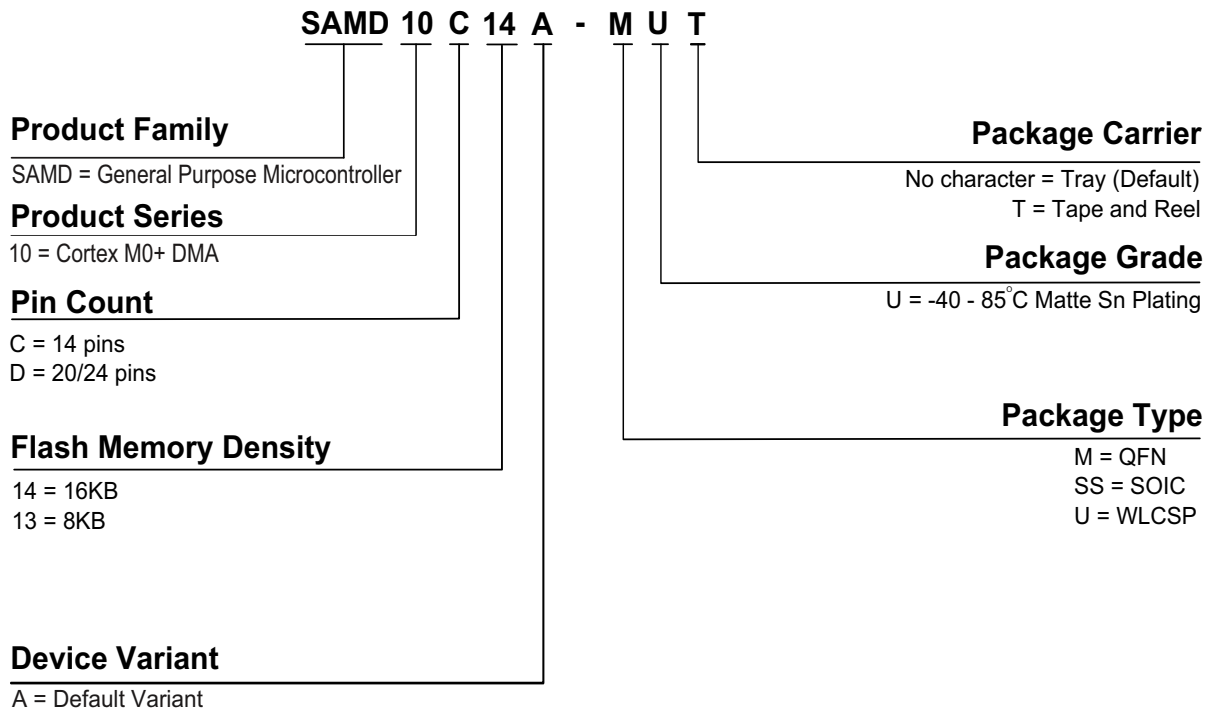 SAMD 10 C 14 A - M U T
Product Family
SAMD = General Purpose Microcontroller
Product Series
10 = Cortex M0+ DMA
Pin Count
C = 14 pins
D = 20/24 pins
Flash Memory Density
14 = 16KB
13 = 8KB
Device Variant
A = Default Variant
Package Carrier
No character = Tray (Default)
T = Tape and Reel
Package Grade
U = -40 - 85°C Matte Sn Plating
Package Type
M = QFN
SS = SOIC
U = WLCSP